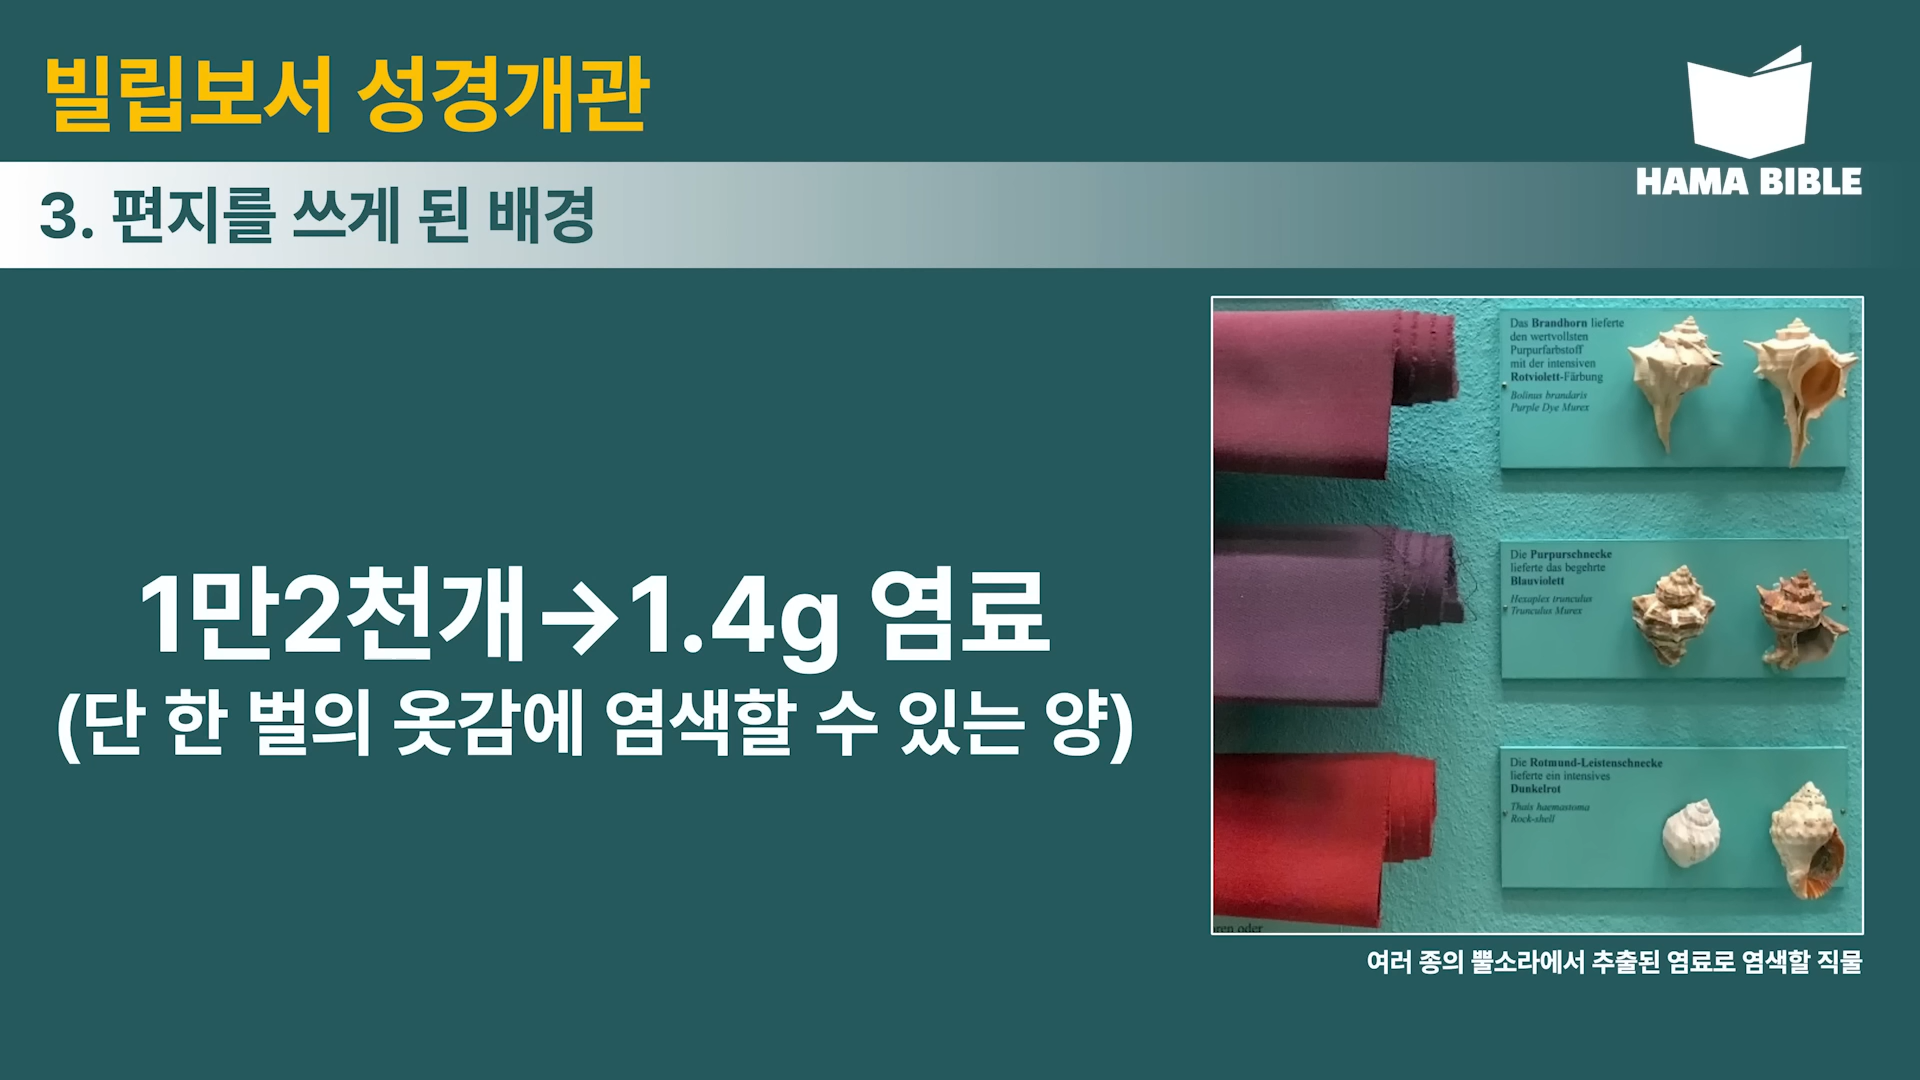 빌립보서 성경개관
HAMA BIBLE
3. 편지를 쓰게 된 배경
1만2천개→1.4g 염료
(단 한 벌의 옷감에 염색할 수 있는 양)
Das Brandhorn lieferte
den wertvollsten
Purpurfarbstoff
mit der intensiven
Rotviolett-Färbung
Bolinus brandaris
Purple Dye Murex
Die Purpurschnecke
lieferte das begehrte
Blauviolett
Hexaplex trunculus
Trunculus Murex
Die Rotmund-Leistenschnecke
lieferte ein intensives
Dunkelrot
Thais haemastoma
Rock-shell
oder
여러 종의 뿔소라에서 추출된 염료로 염색할 직물